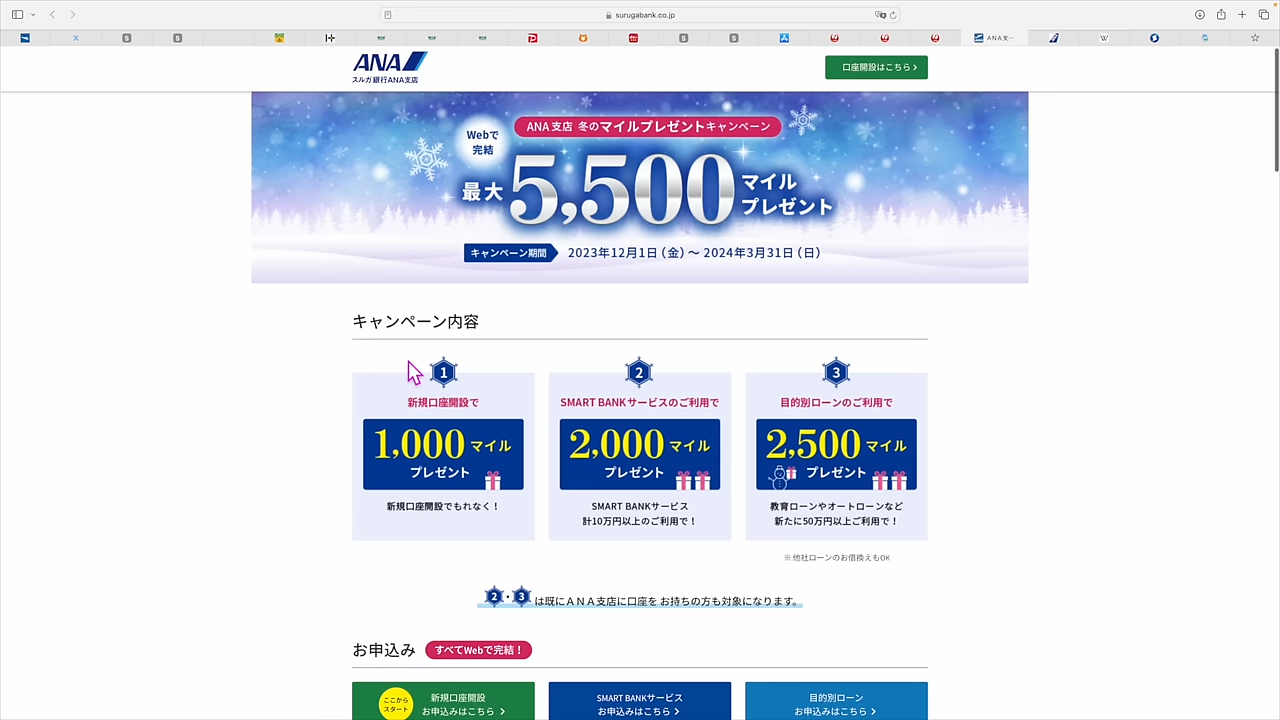 surugabank.co.jp
ANA支…
ANA
スルガ銀行ANA支店
口座開設はこちら
Webで
完結
ANA支店 冬のマイルプレゼントキャンペーン
最大5,500マイル
プレゼント
キャンペーン期間 2023年12月1日（金）～ 2024年3月31日（日）
キャンペーン内容
1
新規口座開設で
1,000マイル
プレゼント
新規口座開設でもれなく！
2
SMART BANKサービスのご利用で
2,000マイル
プレゼント
SMART BANKサービス
計10万円以上のご利用で！
3
目的別ローンのご利用で
2,500マイル
プレゼント
教育ローンやオートローンなど
新たに50万円以上ご利用で！
※他社ローンのお借換えもOK
2・3は既にＡＮＡ支店に口座を お持ちの方も対象になります。
お申込み すべてWebで完結！
ここから
スタート
新規口座開設
お申込みはこちら
SMART BANKサービス
お申込みはこちら
目的別ローン
お申込みはこちら